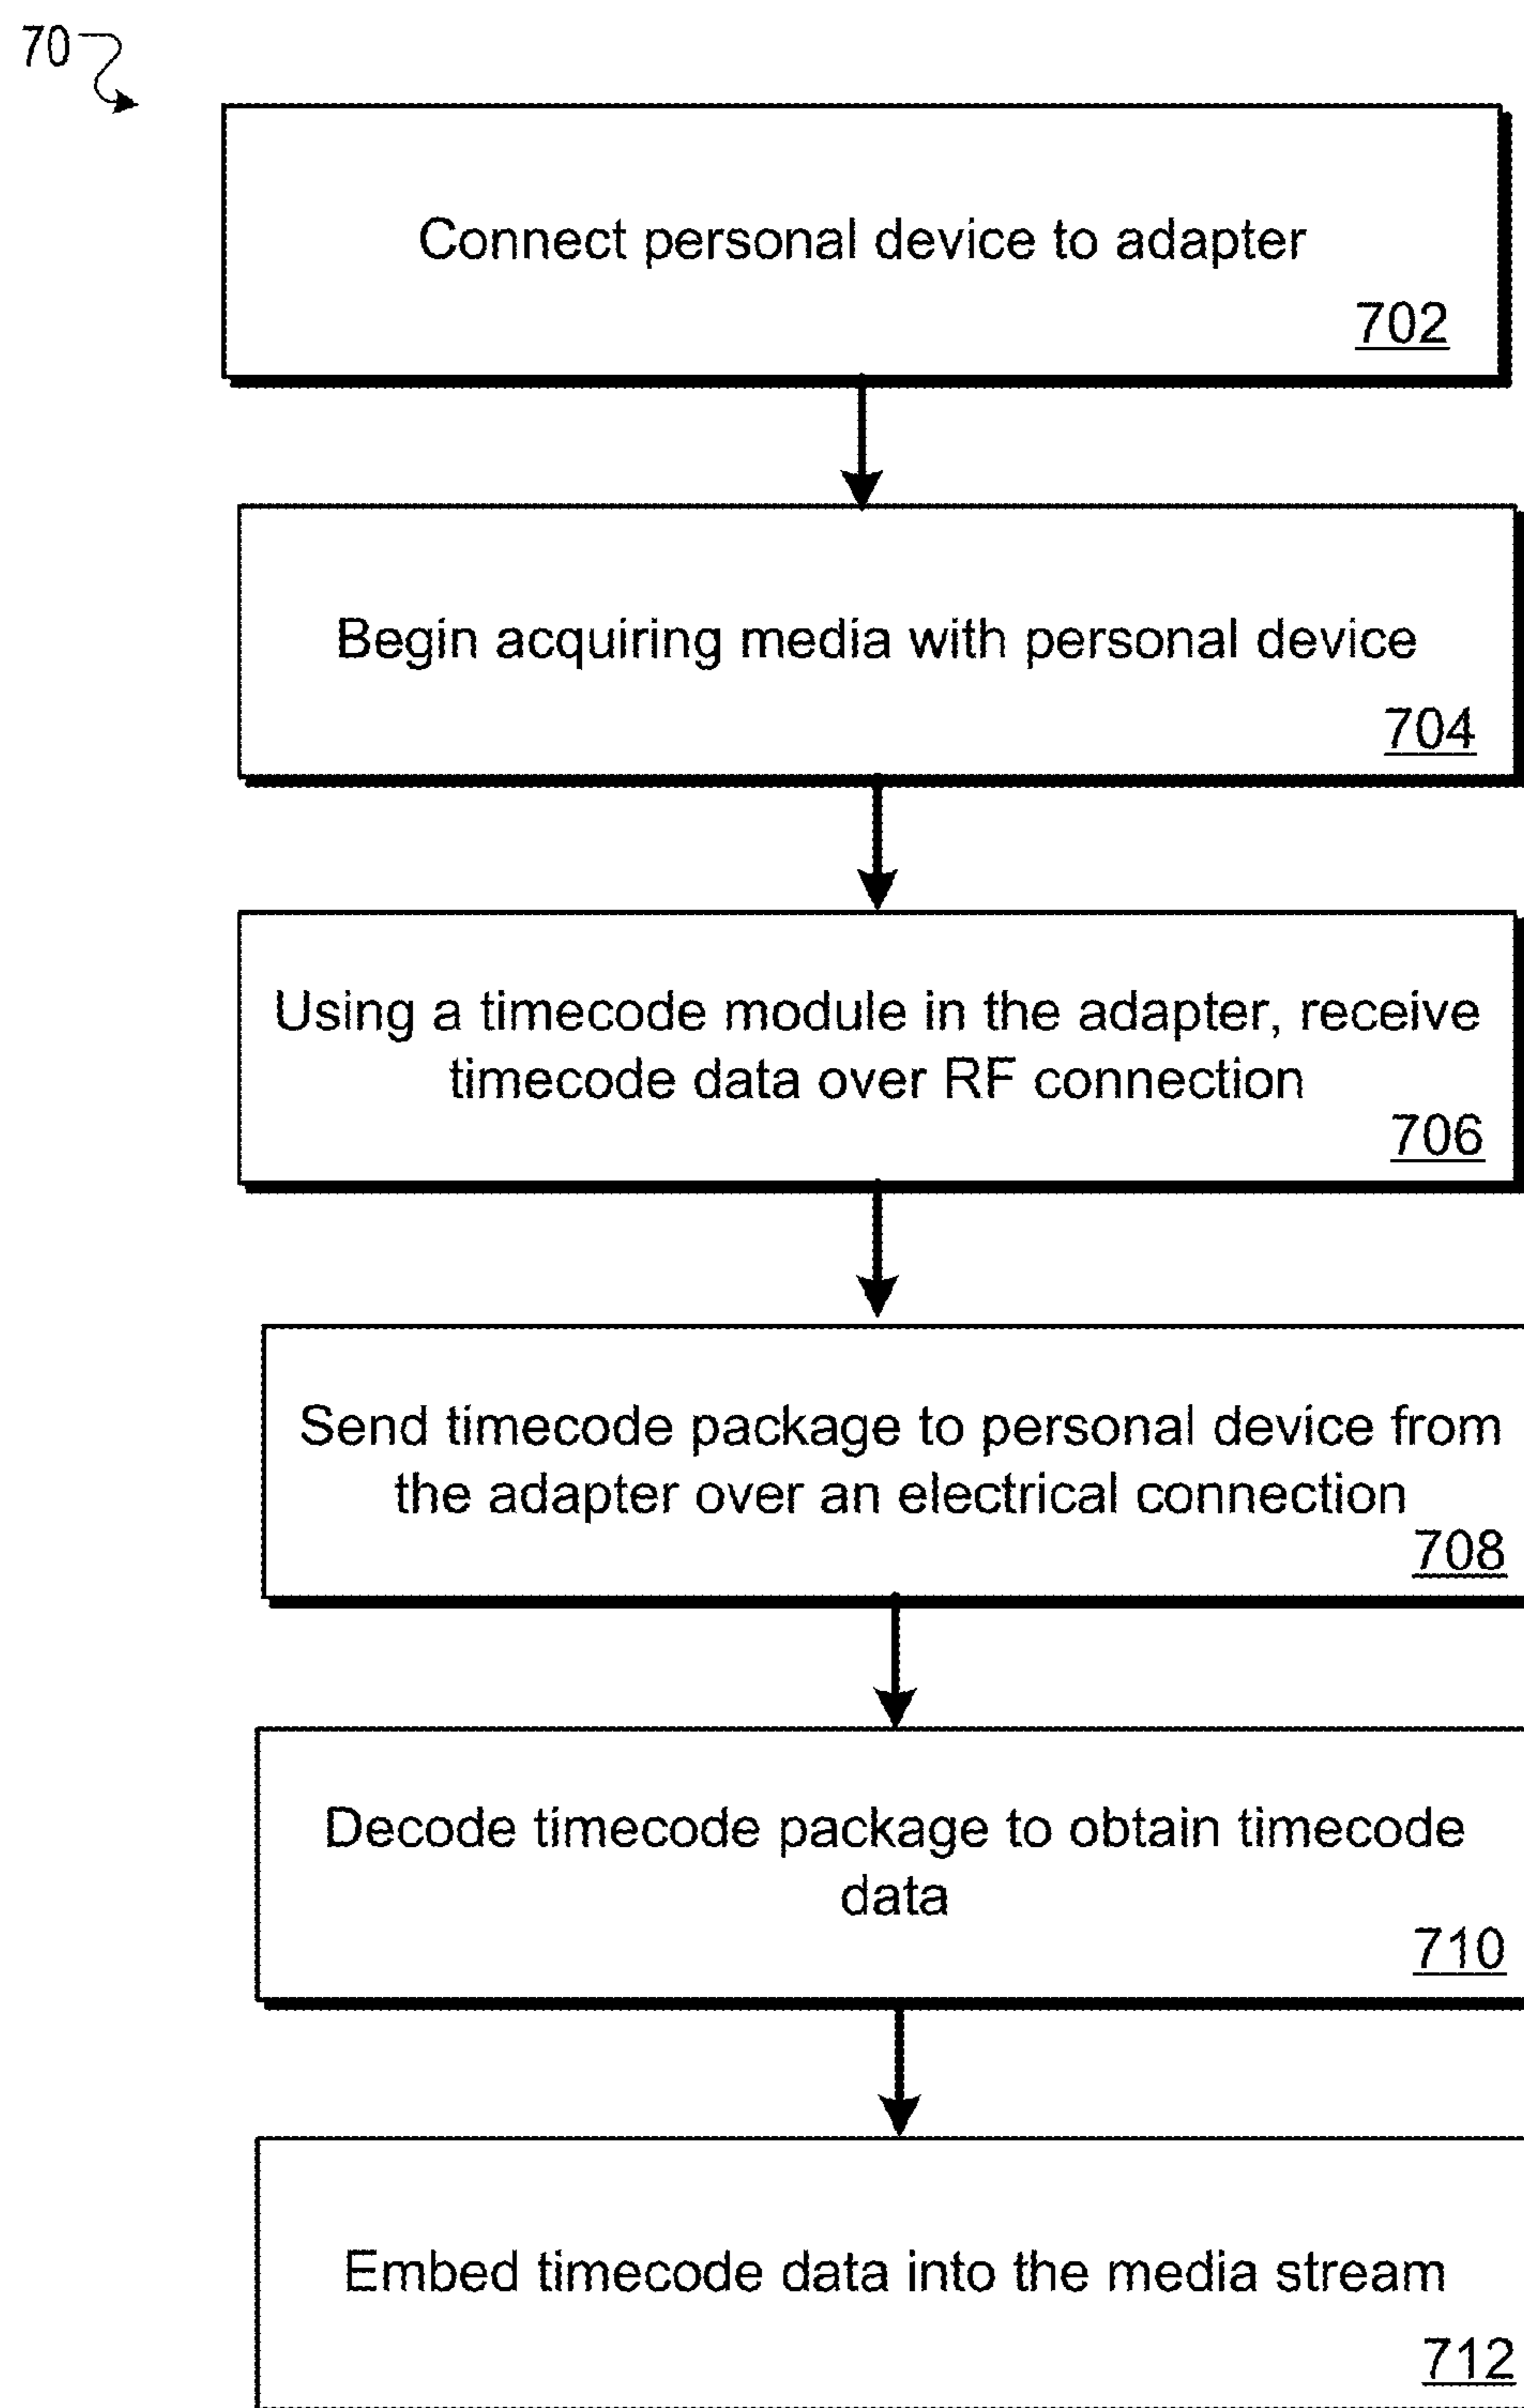 70
Connect personal device to adapter
702
Begin acquiring media with personal device
704
Using a timecode module in the adapter, receive
timecode data over RF connection
706
Send timecode package to personal device from
the adapter over an electrical connection
708
Decode timecode package to obtain timecode
data
710
Embed timecode data into the media stream
712